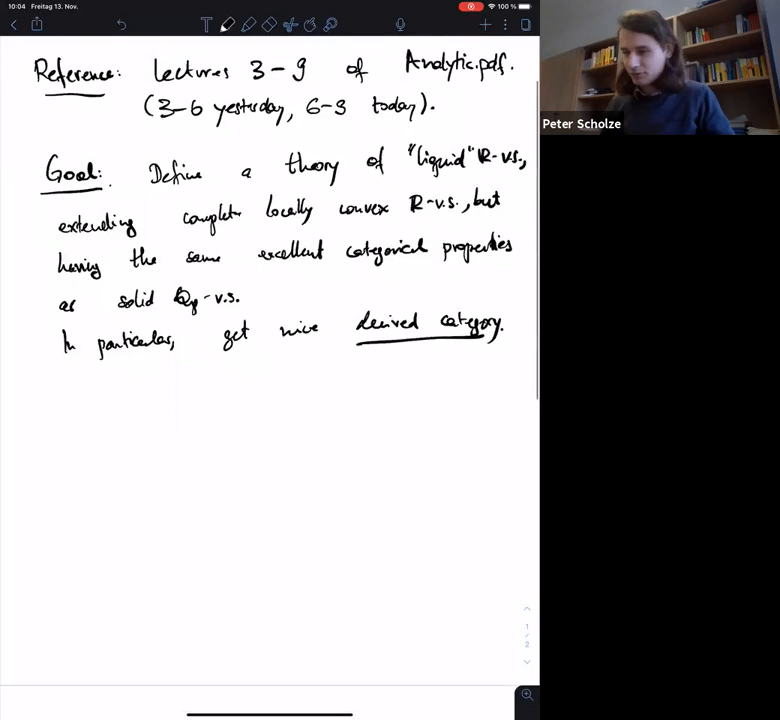 10:04 Freitag 13. Nov. 100 %
Reference: Lectures 3-9 of Analytic.pdf.
(3-6 yesterday, 6-9 today).
Peter Scholze
Goal: Define a theory of "liquid" R-v.s.,
extending complete locally convex R-v.s., but
having the same excellent categorical properties
as solid Qp-v.s.
In particular, get nice derived category.
1
/
2